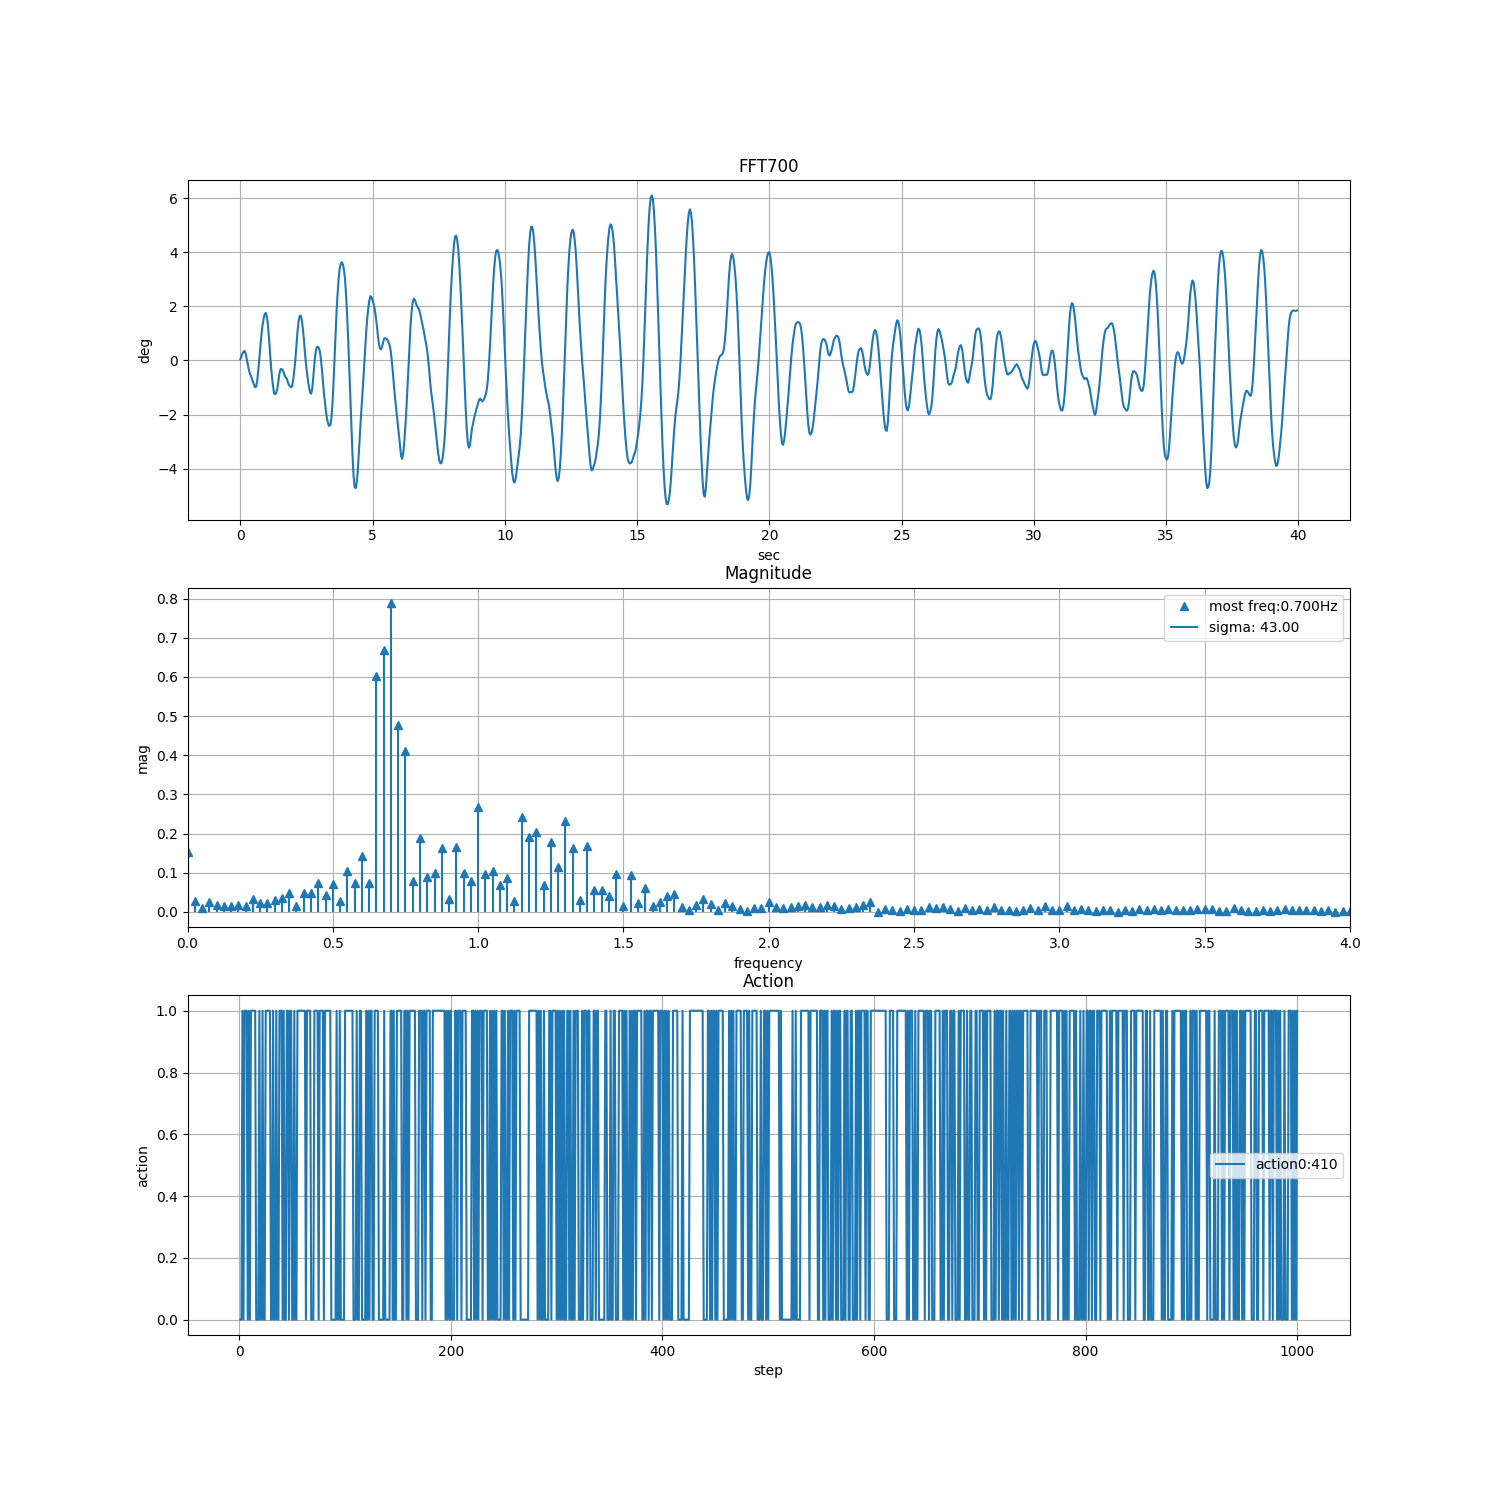 FFT700
6
4
2
0
−2
−4
deg
0 5 10 15 20 25 30 35 40
sec
Magnitude
0.8
0.7
0.6
0.5
0.4
0.3
0.2
0.1
0.0
mag
most freq:0.700Hz
sigma: 43.00
0.0 0.5 1.0 1.5 2.0 2.5 3.0 3.5 4.0
frequency
Action
1.0
0.8
0.6
0.4
0.2
0.0
action
action0:410
0 200 400 600 800 1000
step